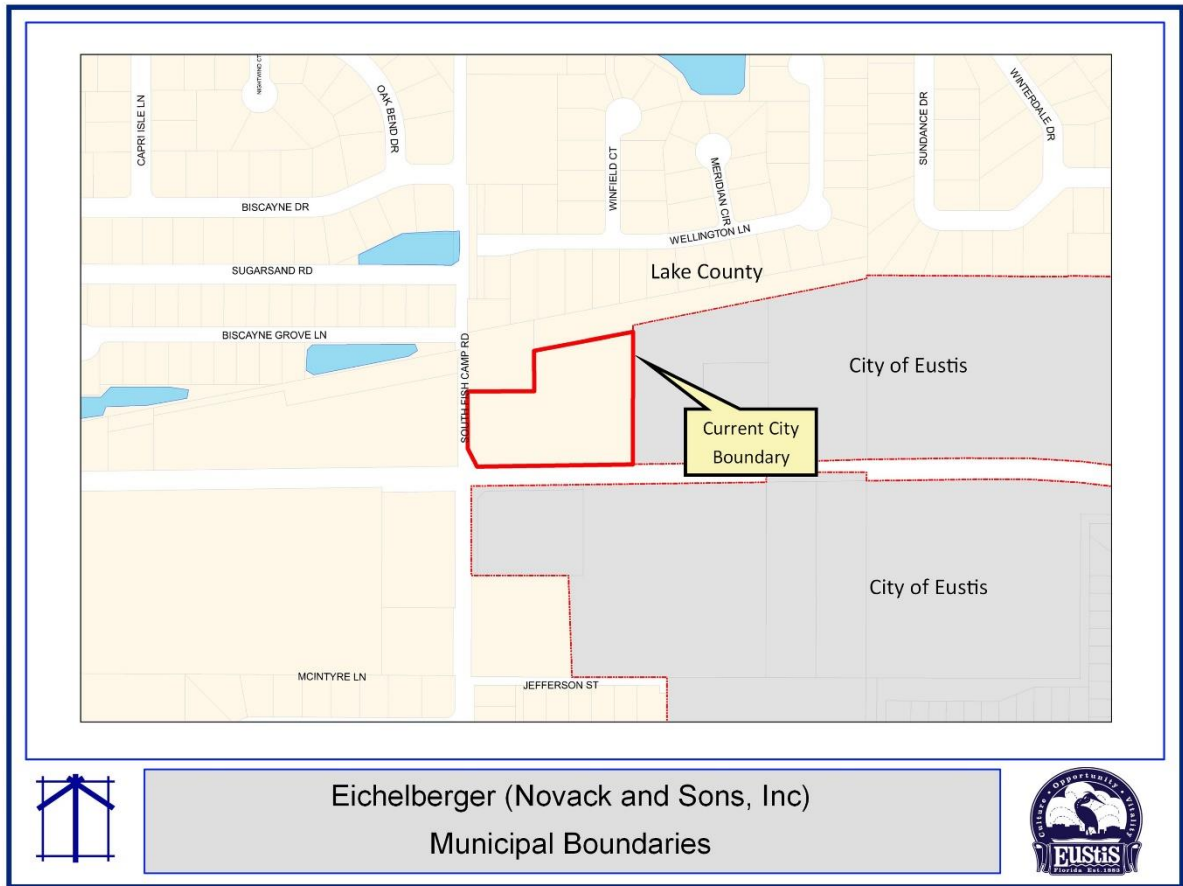 NIGHTWIND CT
CAPRI ISLE LN
OAK BEND DR
WINFIELD CT
MERIDIAN CIR
SUNDANCE DR
WINTERDALE DR
BISCAYNE DR
WELLINGTON LN
SUGARSAND RD
Lake County
BISCAYNE GROVE LN
SOUTH FISH CAMP RD
City of Eustis
Current City
Boundary
City of Eustis
MCINTYRE LN
JEFFERSON ST
Eichelberger (Novack and Sons, Inc)
Municipal Boundaries
Culture • Opportunity • Vitality
EUSTIS
Florida Est.1883